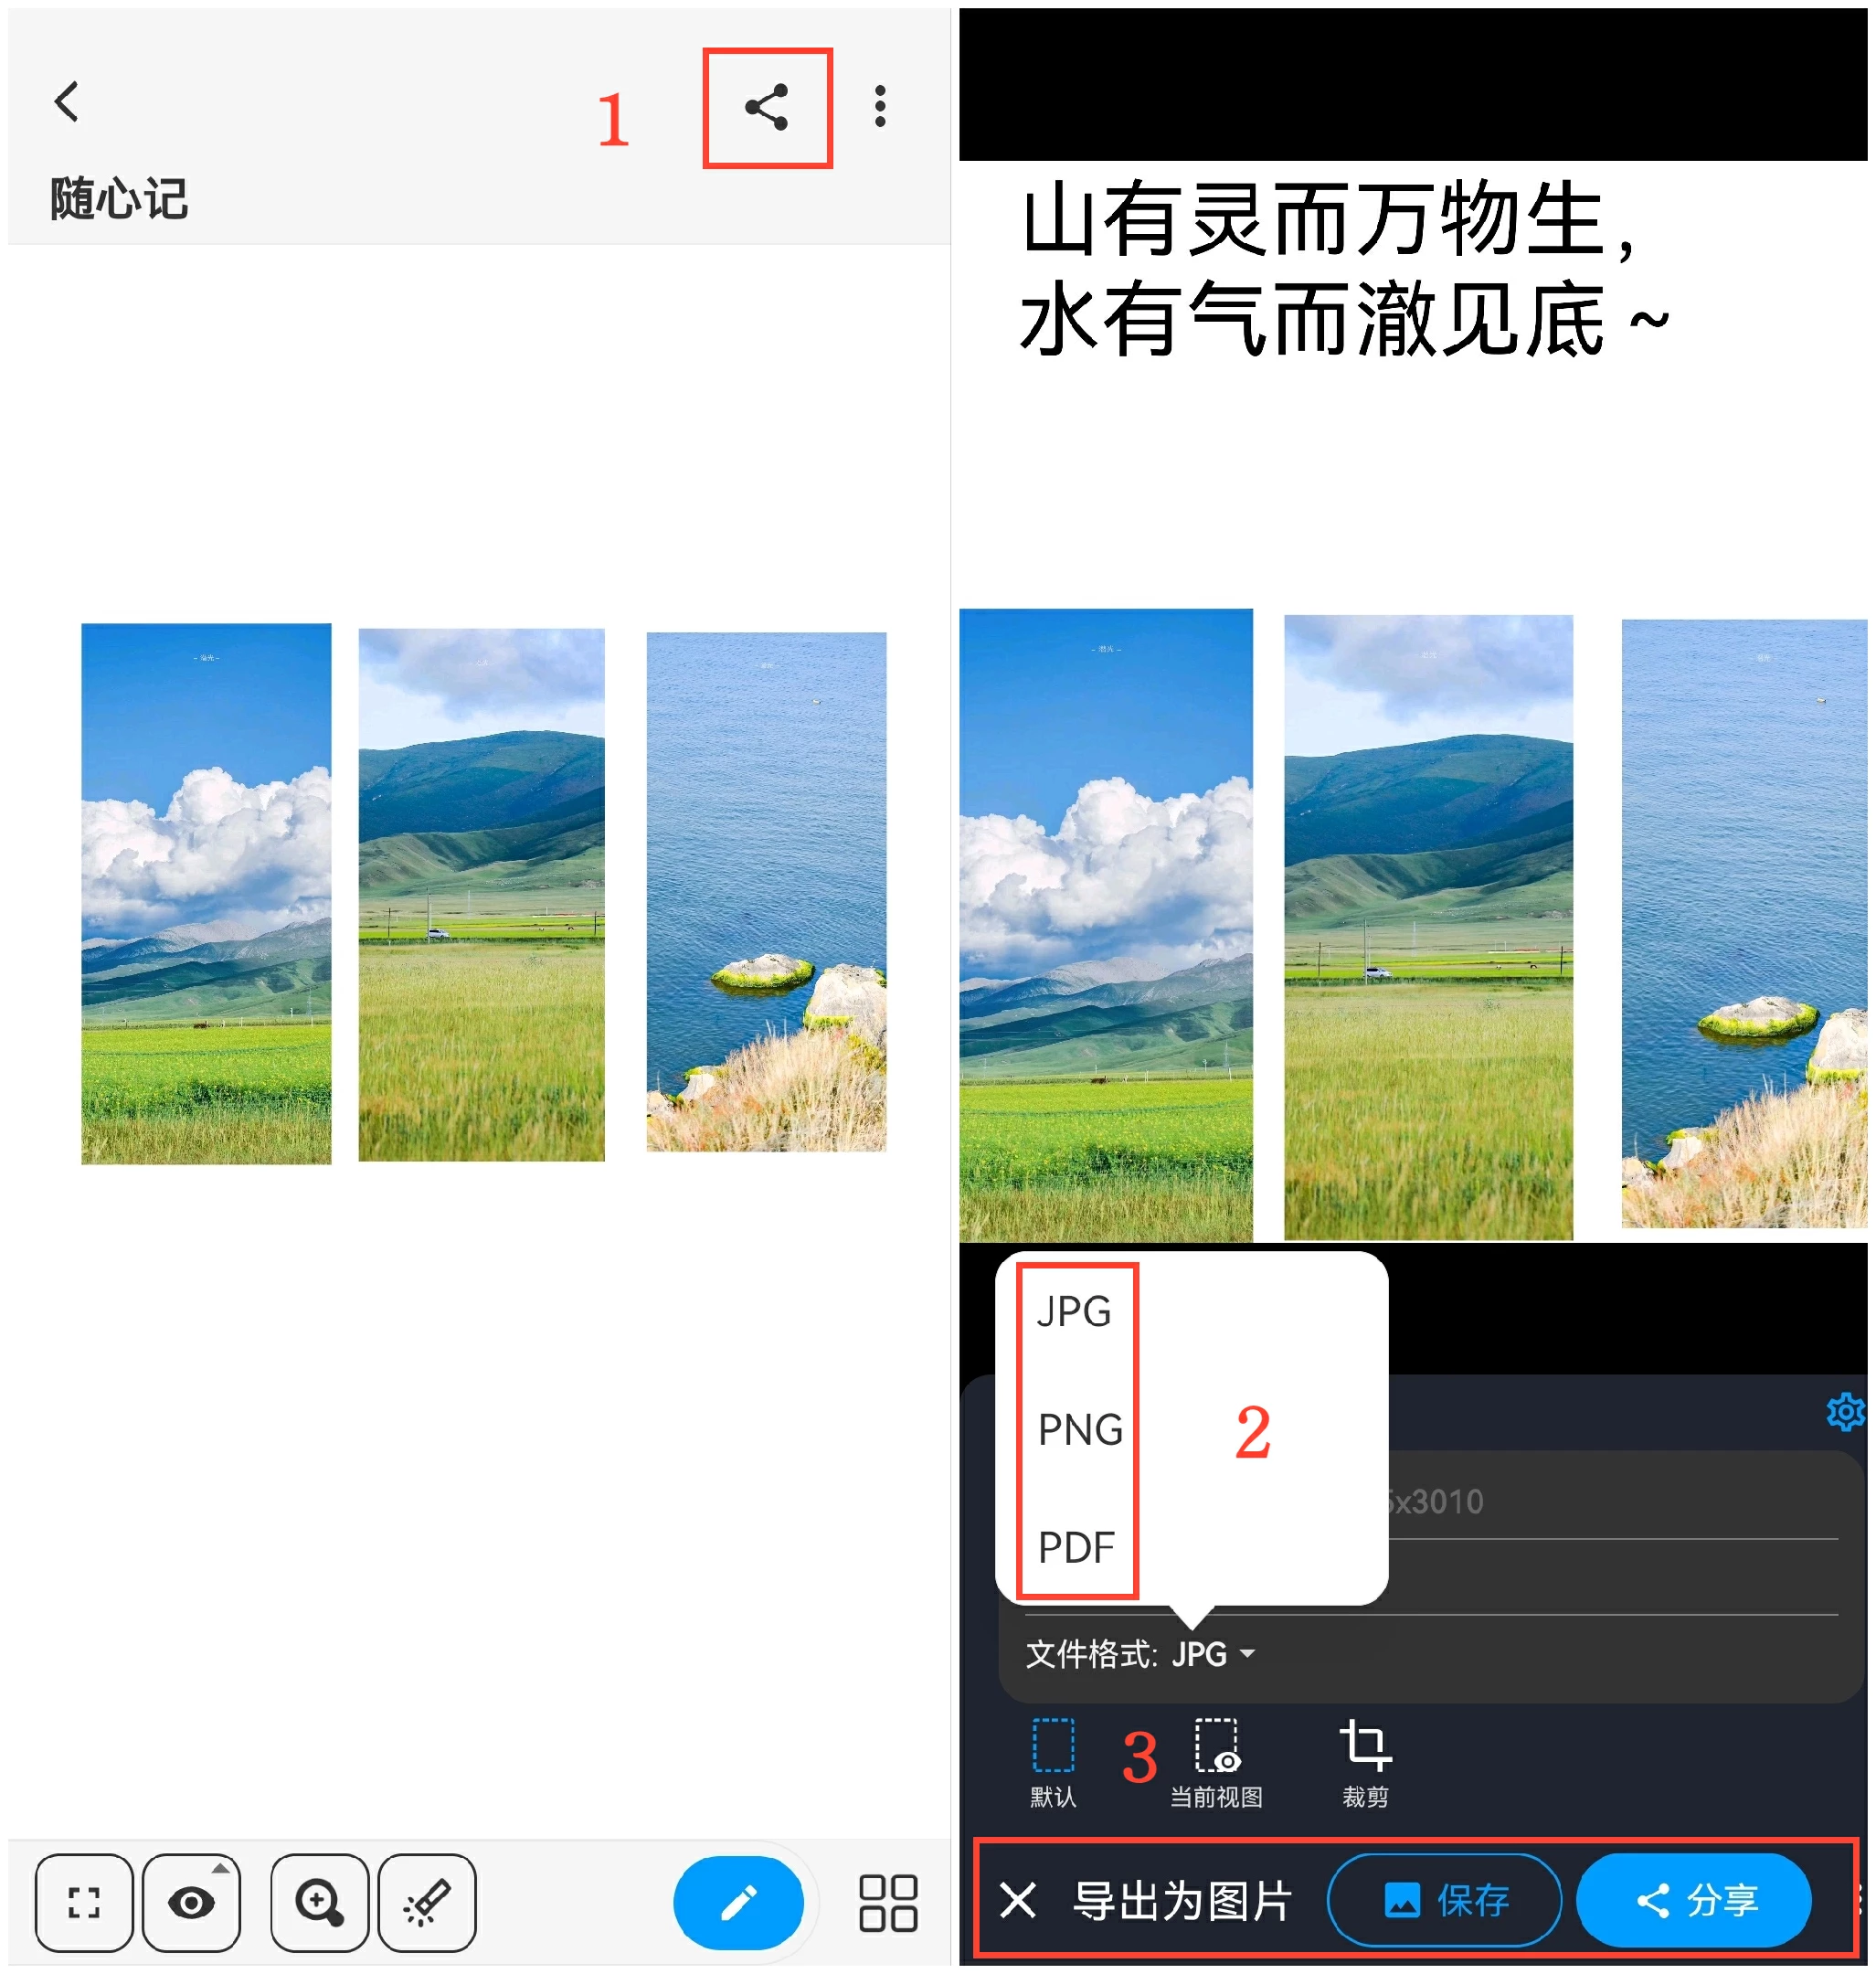 1
随心记
山有灵而万物生,
水有气而澈见底~
JPG
PNG
PDF
2
5x3010
文件格式: JPG
3
默认
当前视图
裁剪
导出为图片
保存
分享